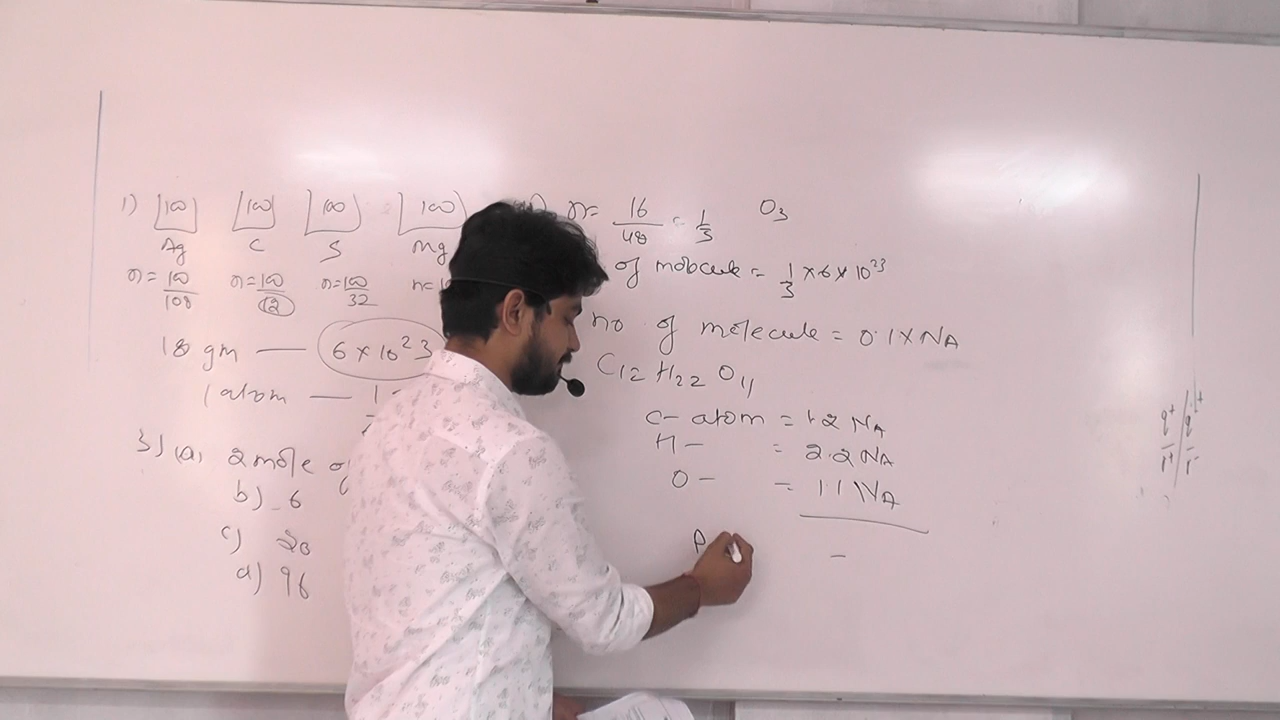 1) 100 100 100 100
Ag C S Mg
n = 100/108 n = 100/12 n = 100/32 n = 1
18 gm — 6 × 10^23
1 atom — 1
3) (a) 2 mole of
b) 6
c) 20
d) 96
n = 16/48 = 1/3 O3
of molecule = 1/3 × 6 × 10^23
no of molecule = 0.1 × NA
C12 H22 O11
C- atom = 1.2 NA
H - = 2.2 NA
O - = 1.1 NA